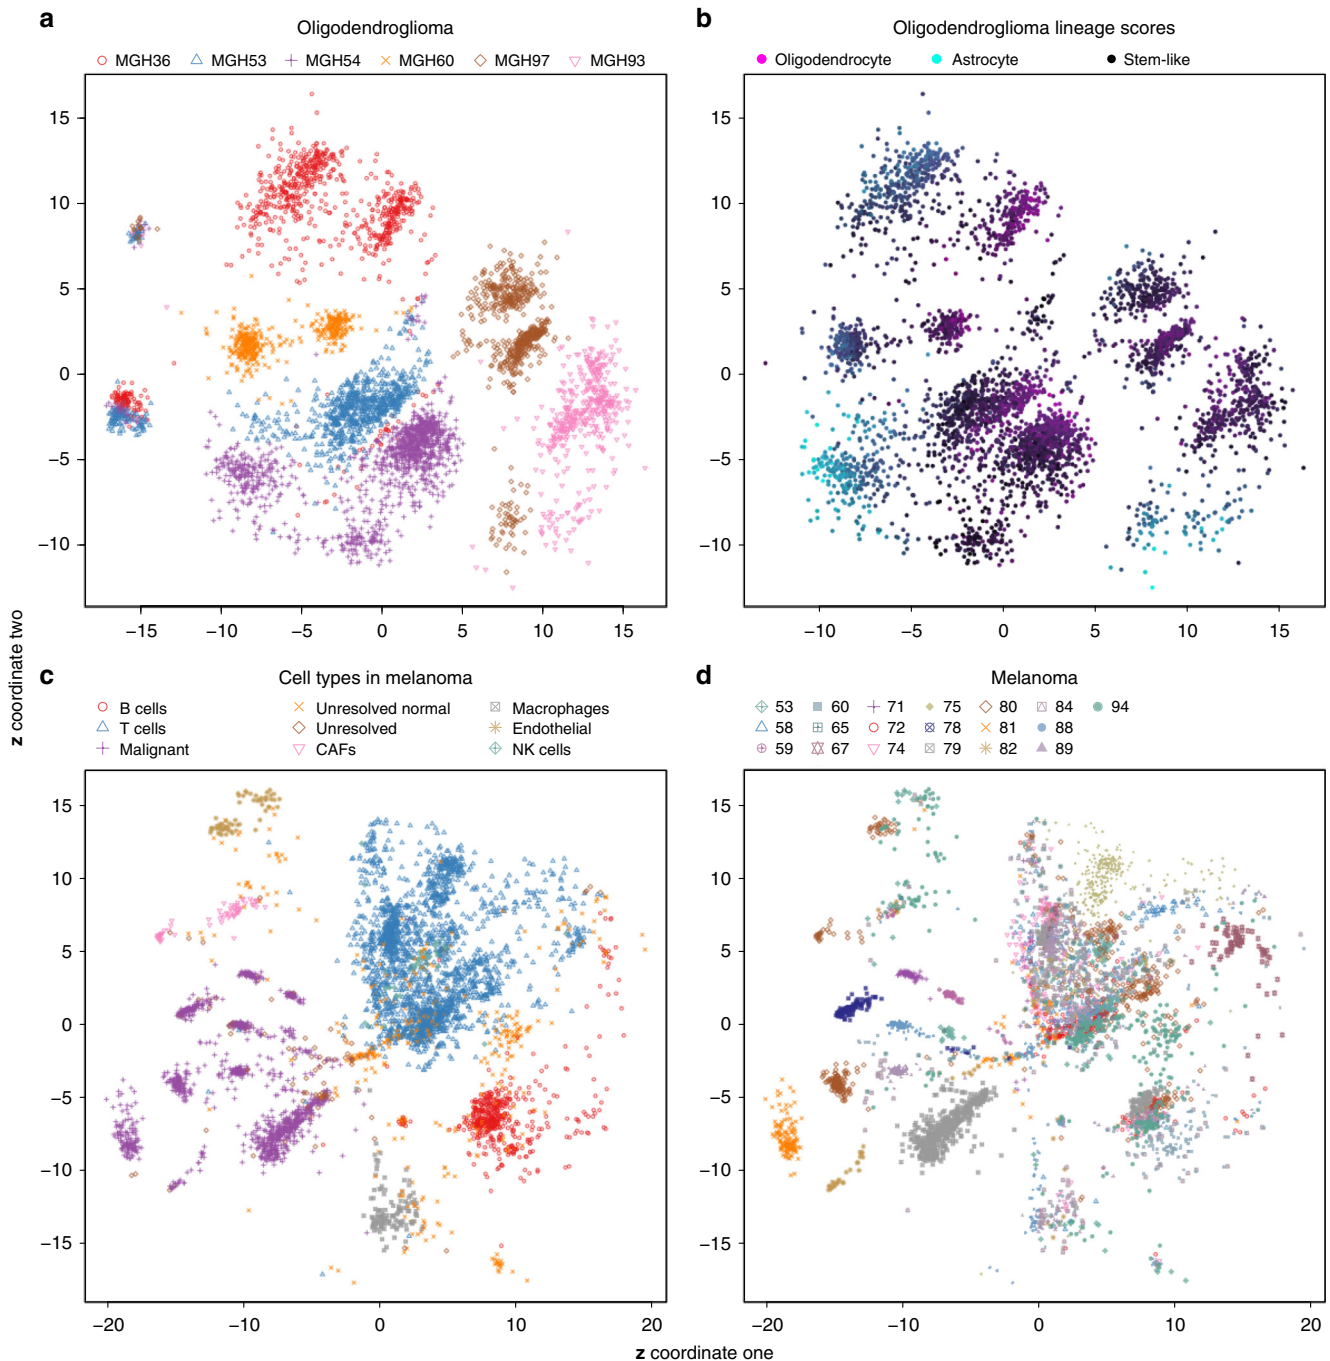 a
Oligodendroglioma
MGH36 MGH53 MGH54 MGH60 MGH97 MGH93
15
10
5
0
−5
−10
−15 −10 −5 0 5 10 15
b
Oligodendroglioma lineage scores
Oligodendrocyte Astrocyte Stem-like
15
10
5
0
−5
−10
−10 −5 0 5 10 15
z coordinate two
c
Cell types in melanoma
B cells Unresolved normal Macrophages
T cells Unresolved Endothelial
Malignant CAFs NK cells
15
10
5
0
−5
−10
−15
−20 −10 0 10 20
d
Melanoma
53 60 71 75 80 84 94
58 65 72 78 81 88
59 67 74 79 82 89
15
10
5
0
−5
−10
−15
−20 −10 0 10 20
z coordinate one